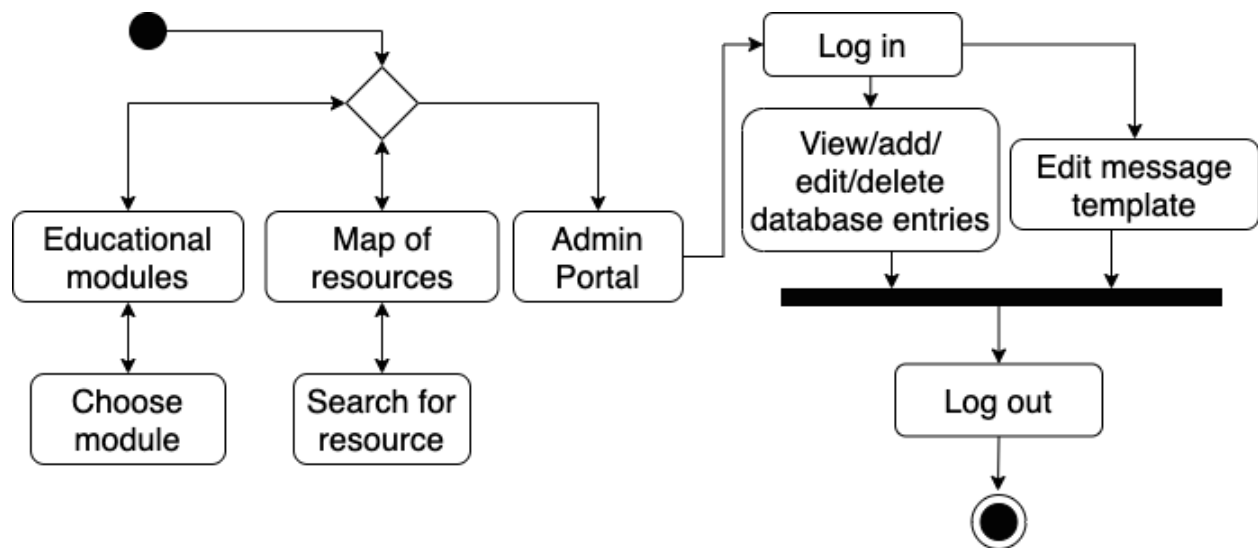 Log in
View/add/
edit/delete
database entries
Edit message
template
Educational
modules
Map of
resources
Admin
Portal
Choose
module
Search for
resource
Log out